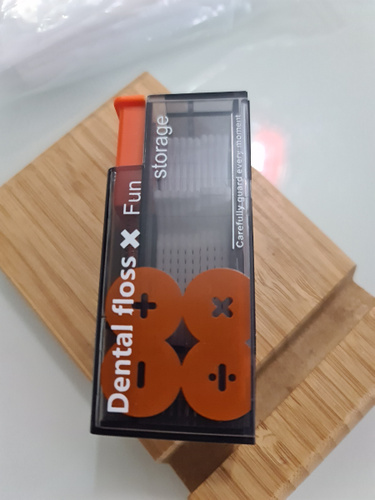 Dental floss × Fun
storage
Carefully guard every moment
+ ×
- ÷